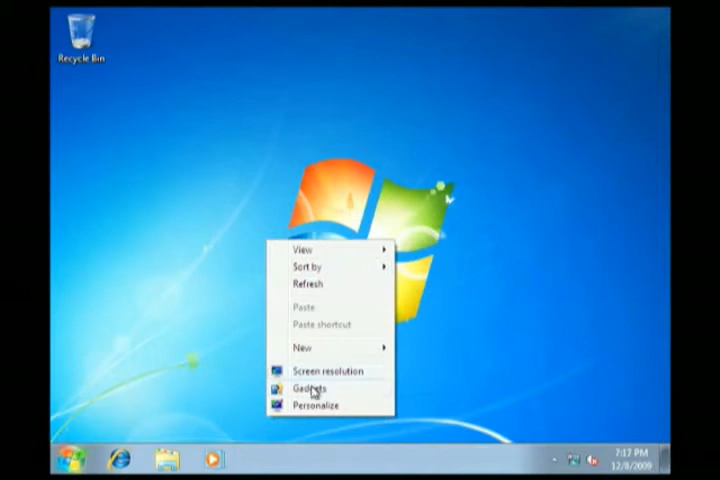 Recycle Bin
View
Sort by
Refresh
Paste
Paste shortcut
New
Screen resolution
Gadgets
Personalize
7:17 PM
12/8/2009